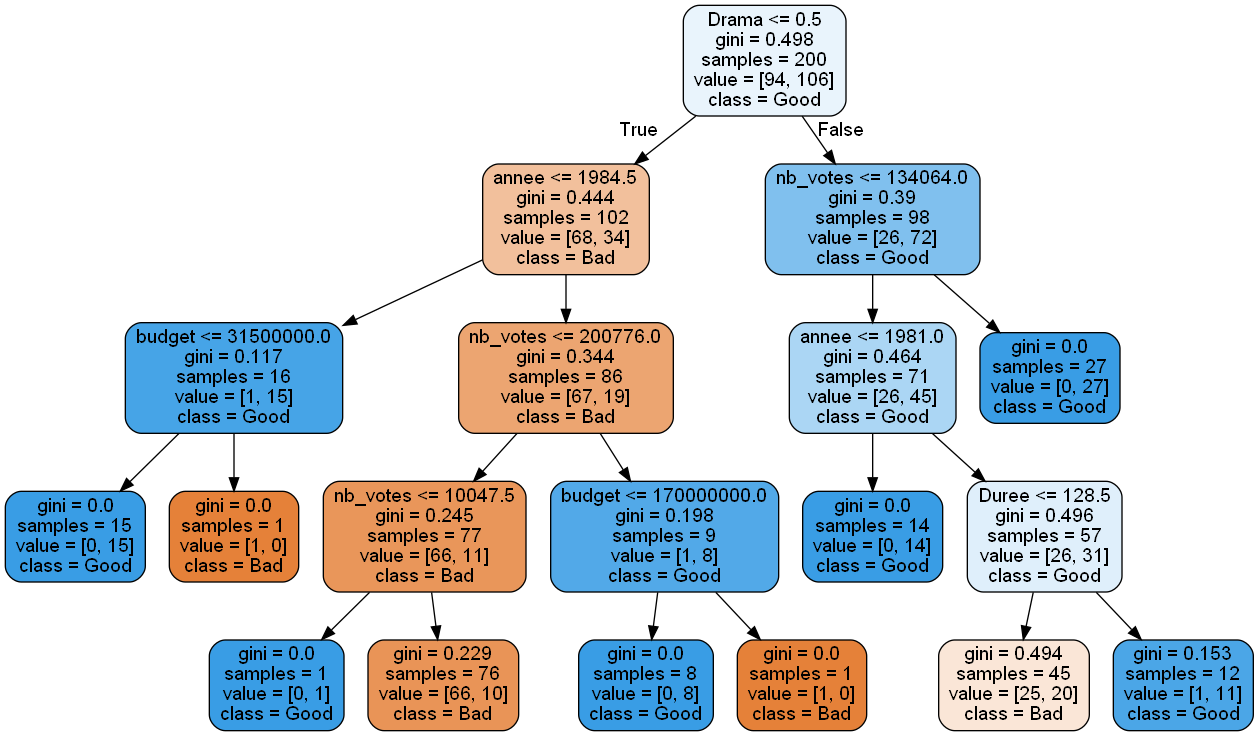 Drama <= 0.5
gini = 0.498
samples = 200
value = [94, 106]
class = Good
True
False
annee <= 1984.5
gini = 0.444
samples = 102
value = [68, 34]
class = Bad
nb_votes <= 134064.0
gini = 0.39
samples = 98
value = [26, 72]
class = Good
budget <= 31500000.0
gini = 0.117
samples = 16
value = [1, 15]
class = Good
nb_votes <= 200776.0
gini = 0.344
samples = 86
value = [67, 19]
class = Bad
annee <= 1981.0
gini = 0.464
samples = 71
value = [26, 45]
class = Good
gini = 0.0
samples = 27
value = [0, 27]
class = Good
gini = 0.0
samples = 15
value = [0, 15]
class = Good
gini = 0.0
samples = 1
value = [1, 0]
class = Bad
nb_votes <= 10047.5
gini = 0.245
samples = 77
value = [66, 11]
class = Bad
budget <= 170000000.0
gini = 0.198
samples = 9
value = [1, 8]
class = Good
gini = 0.0
samples = 14
value = [0, 14]
class = Good
Duree <= 128.5
gini = 0.496
samples = 57
value = [26, 31]
class = Good
gini = 0.0
samples = 1
value = [0, 1]
class = Good
gini = 0.229
samples = 76
value = [66, 10]
class = Bad
gini = 0.0
samples = 8
value = [0, 8]
class = Good
gini = 0.0
samples = 1
value = [1, 0]
class = Bad
gini = 0.494
samples = 45
value = [25, 20]
class = Bad
gini = 0.153
samples = 12
value = [1, 11]
class = Good